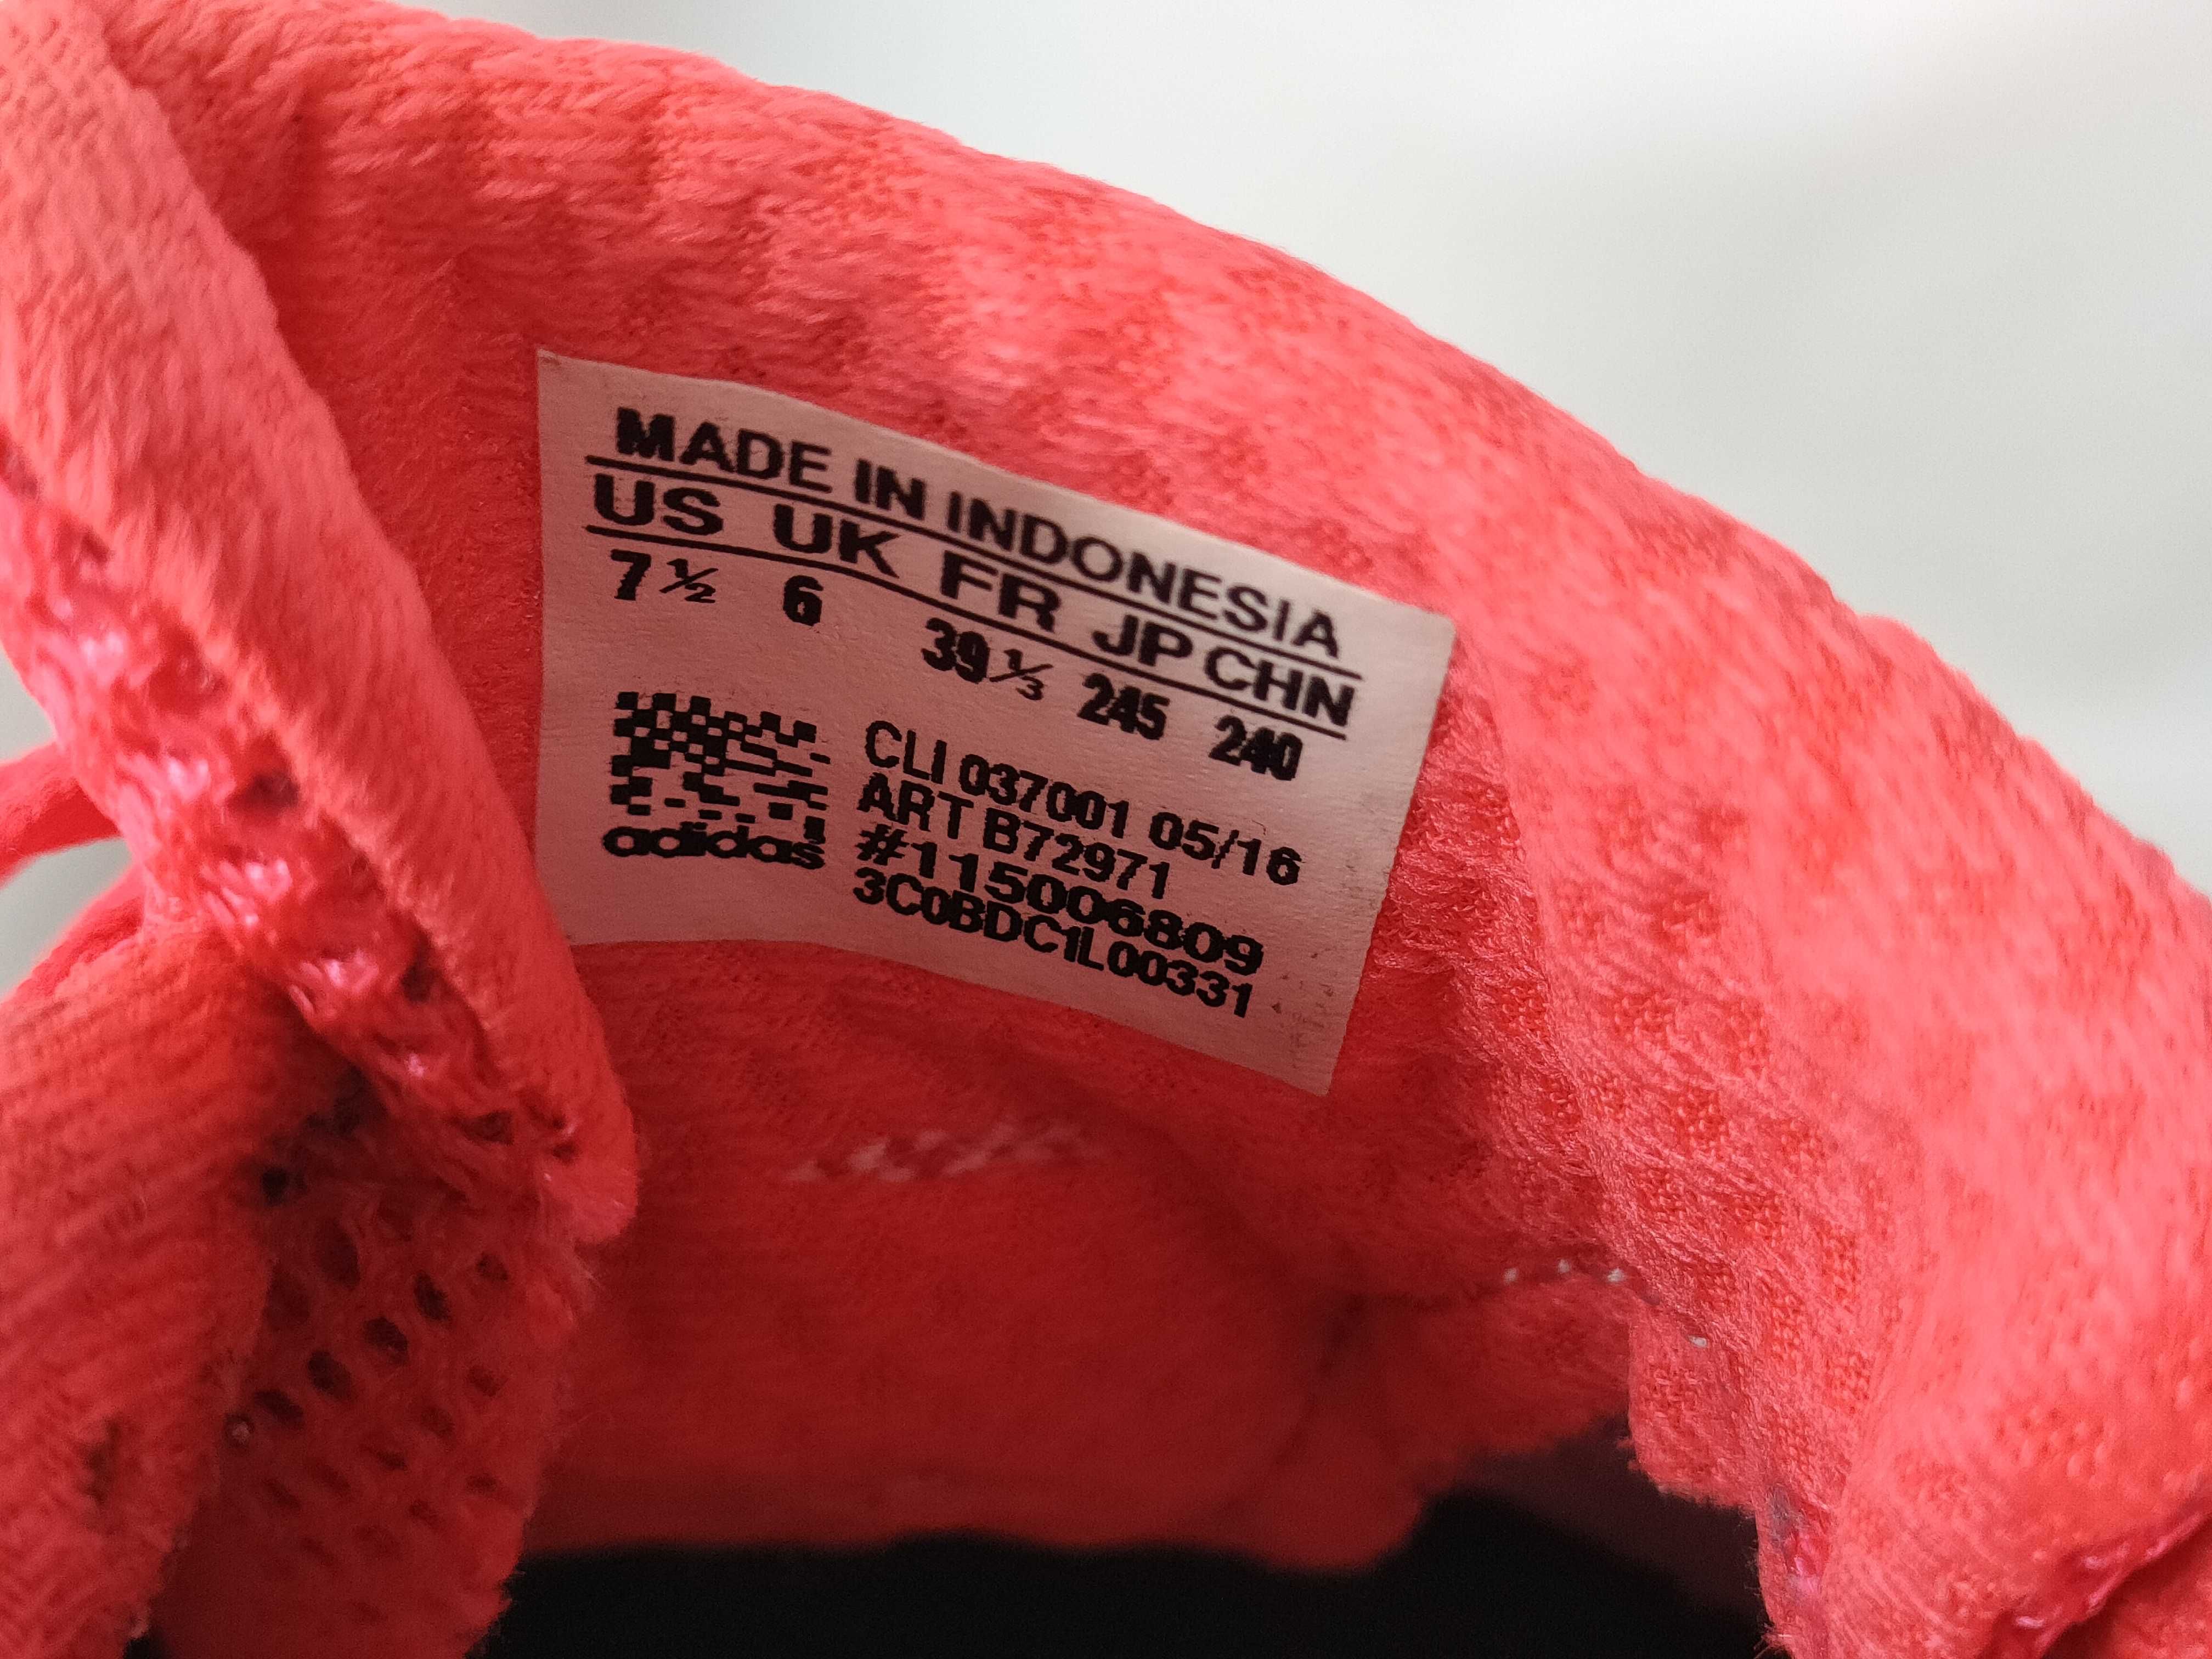 MADE IN INDONESIA
US UK FR JP CHN
7½ 6 39⅓ 245 240
CLI 037001 05/16
ART B72971
#115006809
3C0BDC1L00331
adidas